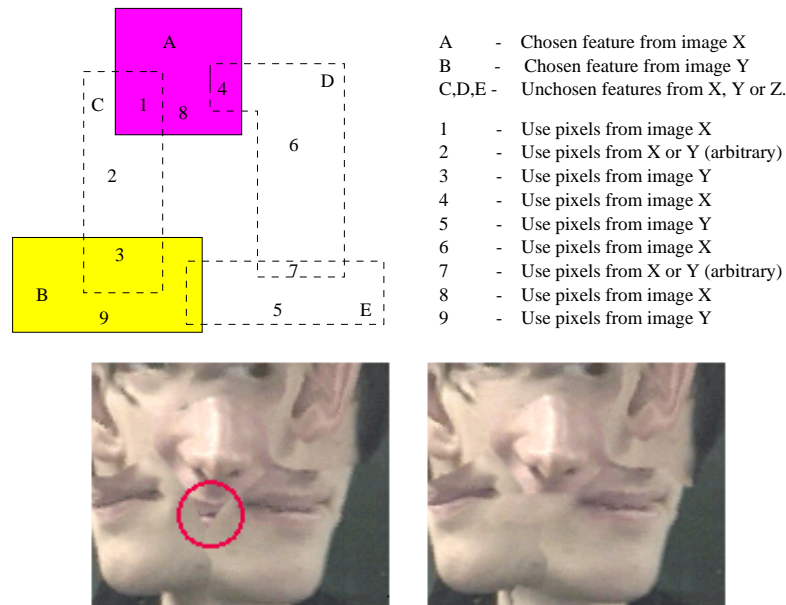 A - Chosen feature from image X
B - Chosen feature from image Y
C,D,E - Unchosen features from X, Y or Z.
1 - Use pixels from image X
2 - Use pixels from X or Y (arbitrary)
3 - Use pixels from image Y
4 - Use pixels from image X
5 - Use pixels from image Y
6 - Use pixels from image X
7 - Use pixels from X or Y (arbitrary)
8 - Use pixels from image X
9 - Use pixels from image Y
A
D
4
C
1
8
6
2
3
7
B
9
5
E